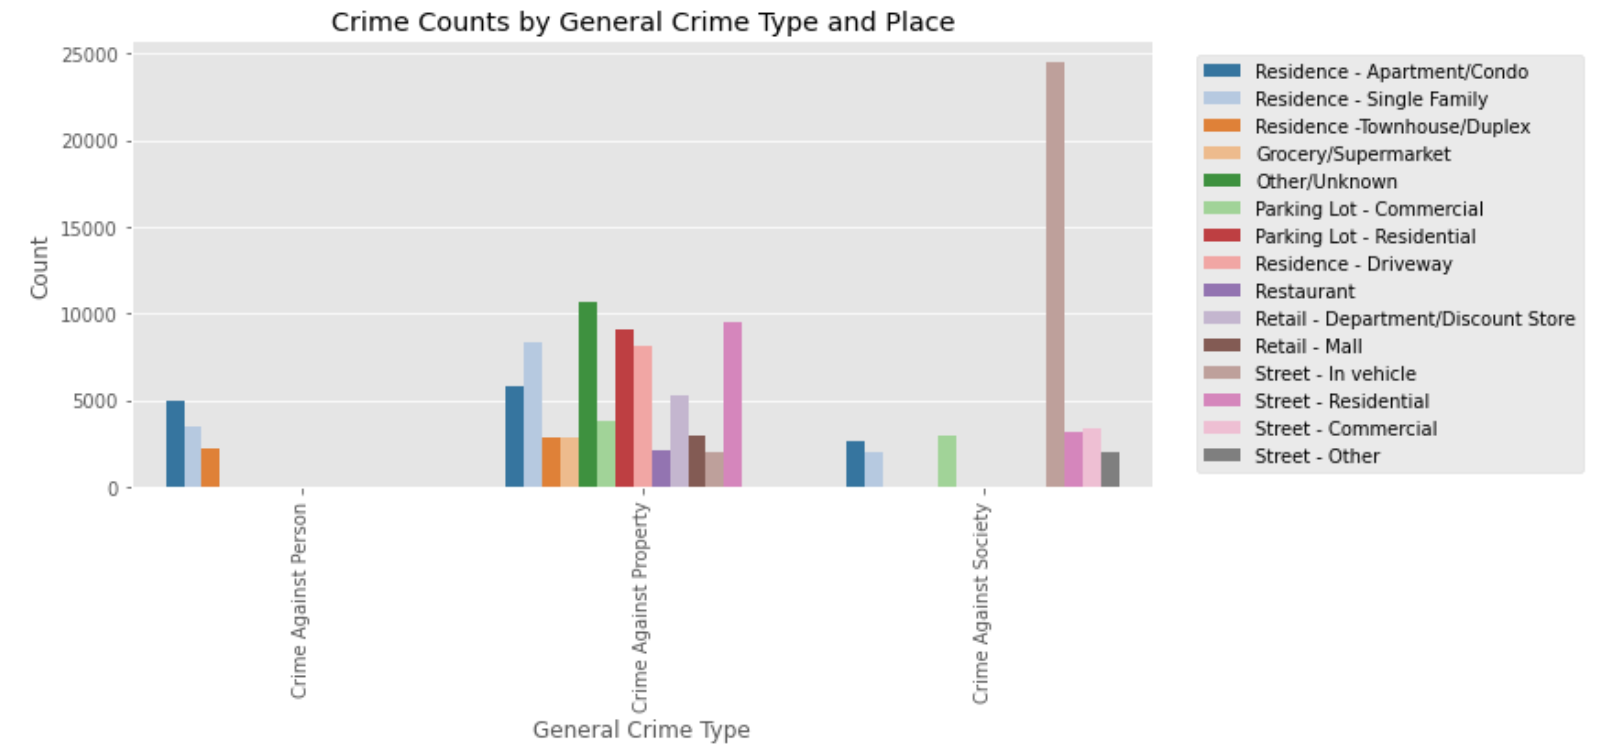 Crime Counts by General Crime Type and Place
25000
20000
15000
10000
5000
0
Count
Crime Against Person
Crime Against Property
Crime Against Society
General Crime Type
Residence - Apartment/Condo
Residence - Single Family
Residence -Townhouse/Duplex
Grocery/Supermarket
Other/Unknown
Parking Lot - Commercial
Parking Lot - Residential
Residence - Driveway
Restaurant
Retail - Department/Discount Store
Retail - Mall
Street - In vehicle
Street - Residential
Street - Commercial
Street - Other